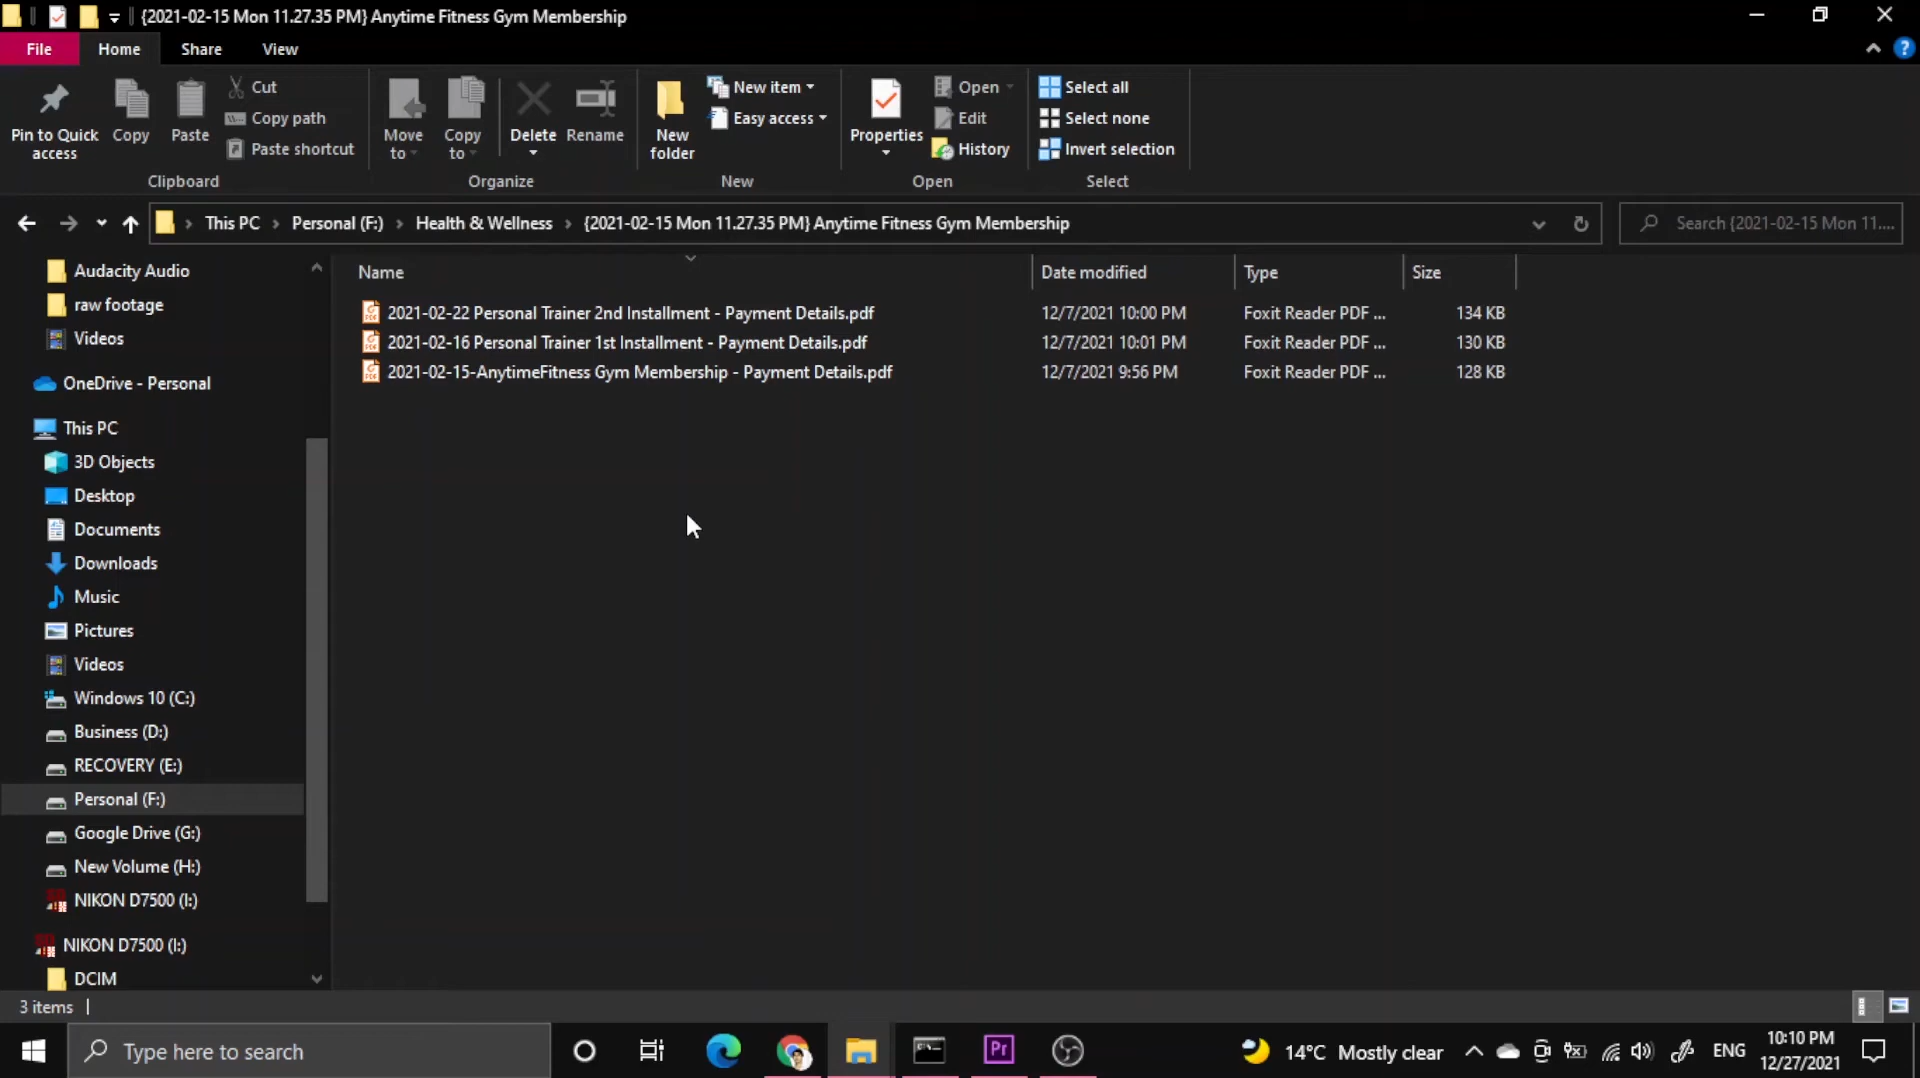 {2021-02-15 Mon 11.27.35 PM} Anytime Fitness Gym Membership
File Home Share View
Pin to Quick access
Copy
Paste
Cut
Copy path
Paste shortcut
Clipboard
Move to
Copy to
Delete
Rename
Organize
New folder
New item
Easy access
New
Properties
Open
Edit
History
Open
Select all
Select none
Invert selection
Select
This PC Personal (F:) Health & Wellness {2021-02-15 Mon 11.27.35 PM} Anytime Fitness Gym Membership
Search {2021-02-15 Mon 11....
Audacity Audio
raw footage
Videos
OneDrive - Personal
This PC
3D Objects
Desktop
Documents
Downloads
Music
Pictures
Videos
Windows 10 (C:)
Business (D:)
RECOVERY (E:)
Personal (F:)
Google Drive (G:)
New Volume (H:)
NIKON D7500 (I:)
NIKON D7500 (I:)
DCIM
Name Date modified Type Size
2021-02-22 Personal Trainer 2nd Installment - Payment Details.pdf 12/7/2021 10:00 PM Foxit Reader PDF ... 134 KB
2021-02-16 Personal Trainer 1st Installment - Payment Details.pdf 12/7/2021 10:01 PM Foxit Reader PDF ... 130 KB
2021-02-15-AnytimeFitness Gym Membership - Payment Details.pdf 12/7/2021 9:56 PM Foxit Reader PDF ... 128 KB
3 items
Type here to search
Pr
14°C Mostly clear
ENG
10:10 PM
12/27/2021